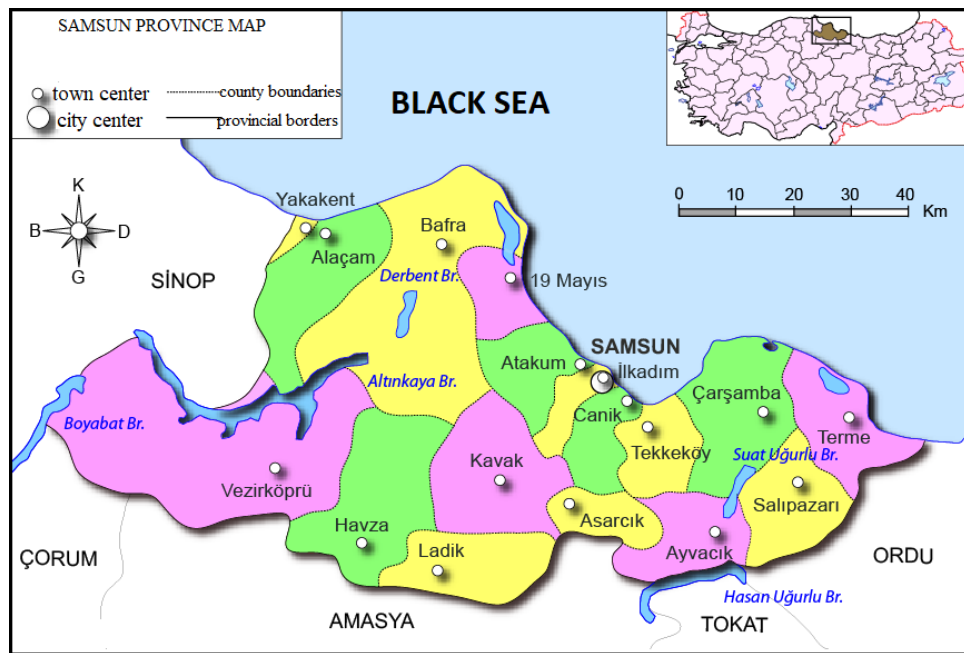 SAMSUN PROVINCE MAP
town center
county boundaries
city center
provincial borders
BLACK SEA
0 10 20 30 40
Km
K
B D
G
Yakakent
Alaçam
Bafra
SİNOP
Derbent Br.
19 Mayıs
Atakum
SAMSUN
İlkadım
Altınkaya Br.
Canik
Çarşamba
Boyabat Br.
Terme
Tekkeköy
Suat Uğurlu Br.
Kavak
Vezirköprü
Salıpazarı
Asarcık
Havza
Ladik
Ayvacık
ÇORUM
ORDU
Hasan Uğurlu Br.
AMASYA
TOKAT